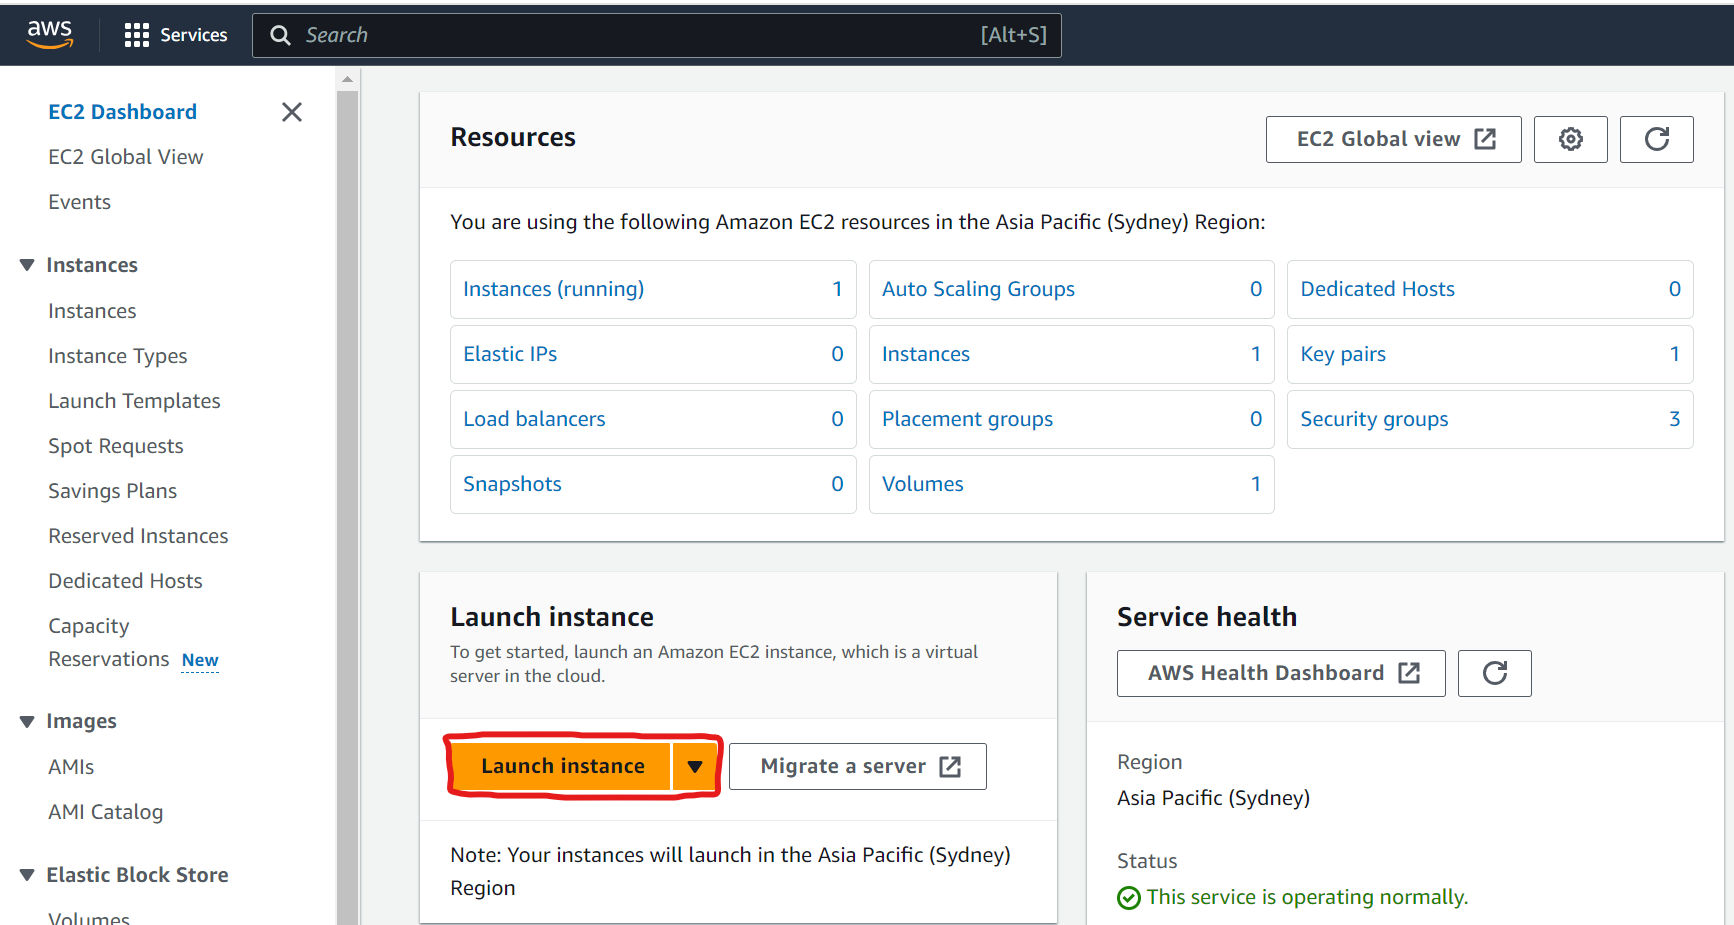 aws
Services
Search
[Alt+S]
EC2 Dashboard
EC2 Global View
Events
Instances
Instances
Instance Types
Launch Templates
Spot Requests
Savings Plans
Reserved Instances
Dedicated Hosts
Capacity
Reservations New
Images
AMIs
AMI Catalog
Elastic Block Store
Volumes
Resources
EC2 Global view
You are using the following Amazon EC2 resources in the Asia Pacific (Sydney) Region:
Instances (running) 1
Auto Scaling Groups 0
Dedicated Hosts 0
Elastic IPs 0
Instances 1
Key pairs 1
Load balancers 0
Placement groups 0
Security groups 3
Snapshots 0
Volumes 1
Launch instance
To get started, launch an Amazon EC2 instance, which is a virtual
server in the cloud.
Launch instance
Migrate a server
Note: Your instances will launch in the Asia Pacific (Sydney)
Region
Service health
AWS Health Dashboard
Region
Asia Pacific (Sydney)
Status
This service is operating normally.